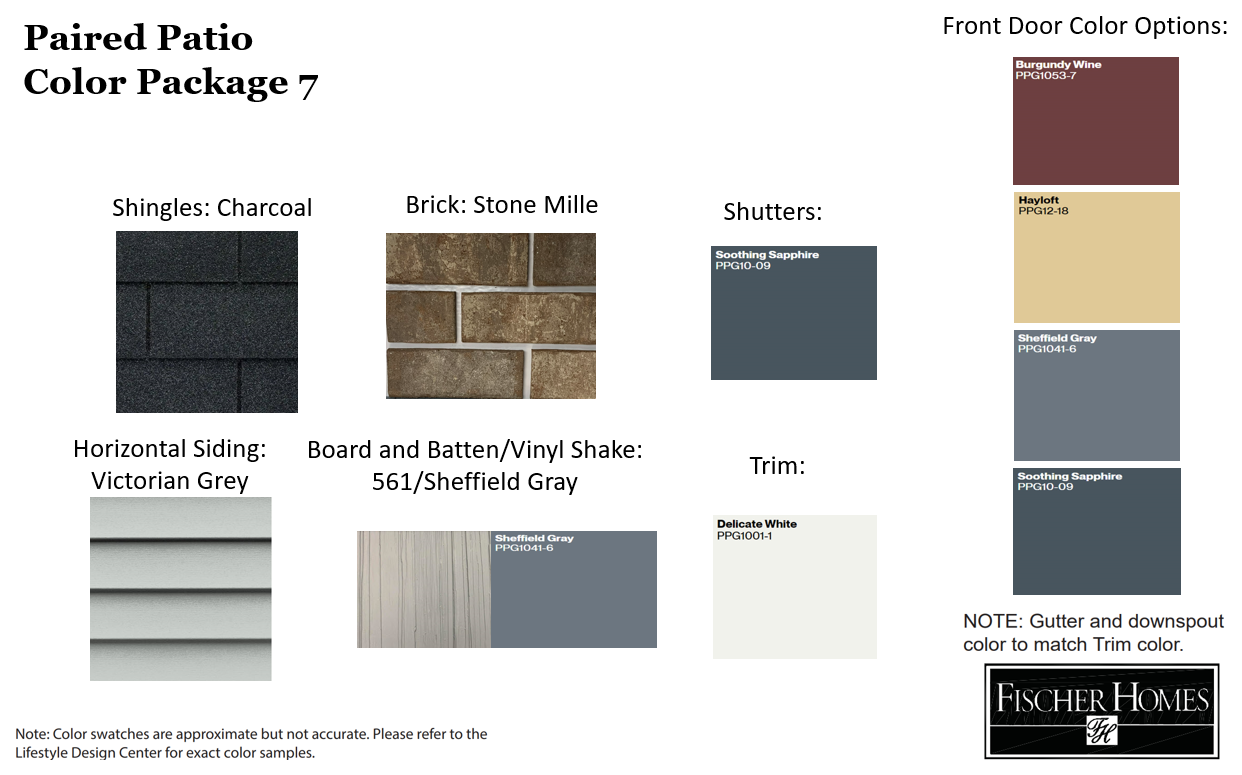 Paired Patio
Color Package 7
Front Door Color Options:
Burgundy Wine
PPG1053-7
Hayloft
PPG12-18
Sheffield Gray
PPG1041-6
Soothing Sapphire
PPG10-09
Shingles: Charcoal
Brick: Stone Mille
Shutters:
Soothing Sapphire
PPG10-09
Horizontal Siding:
Victorian Grey
Board and Batten/Vinyl Shake:
561/Sheffield Gray
Sheffield Gray
PPG1041-6
Trim:
Delicate White
PPG1001-1
NOTE: Gutter and downspout
color to match Trim color.
FISCHER HOMES
FH
Note: Color swatches are approximate but not accurate. Please refer to the
Lifestyle Design Center for exact color samples.